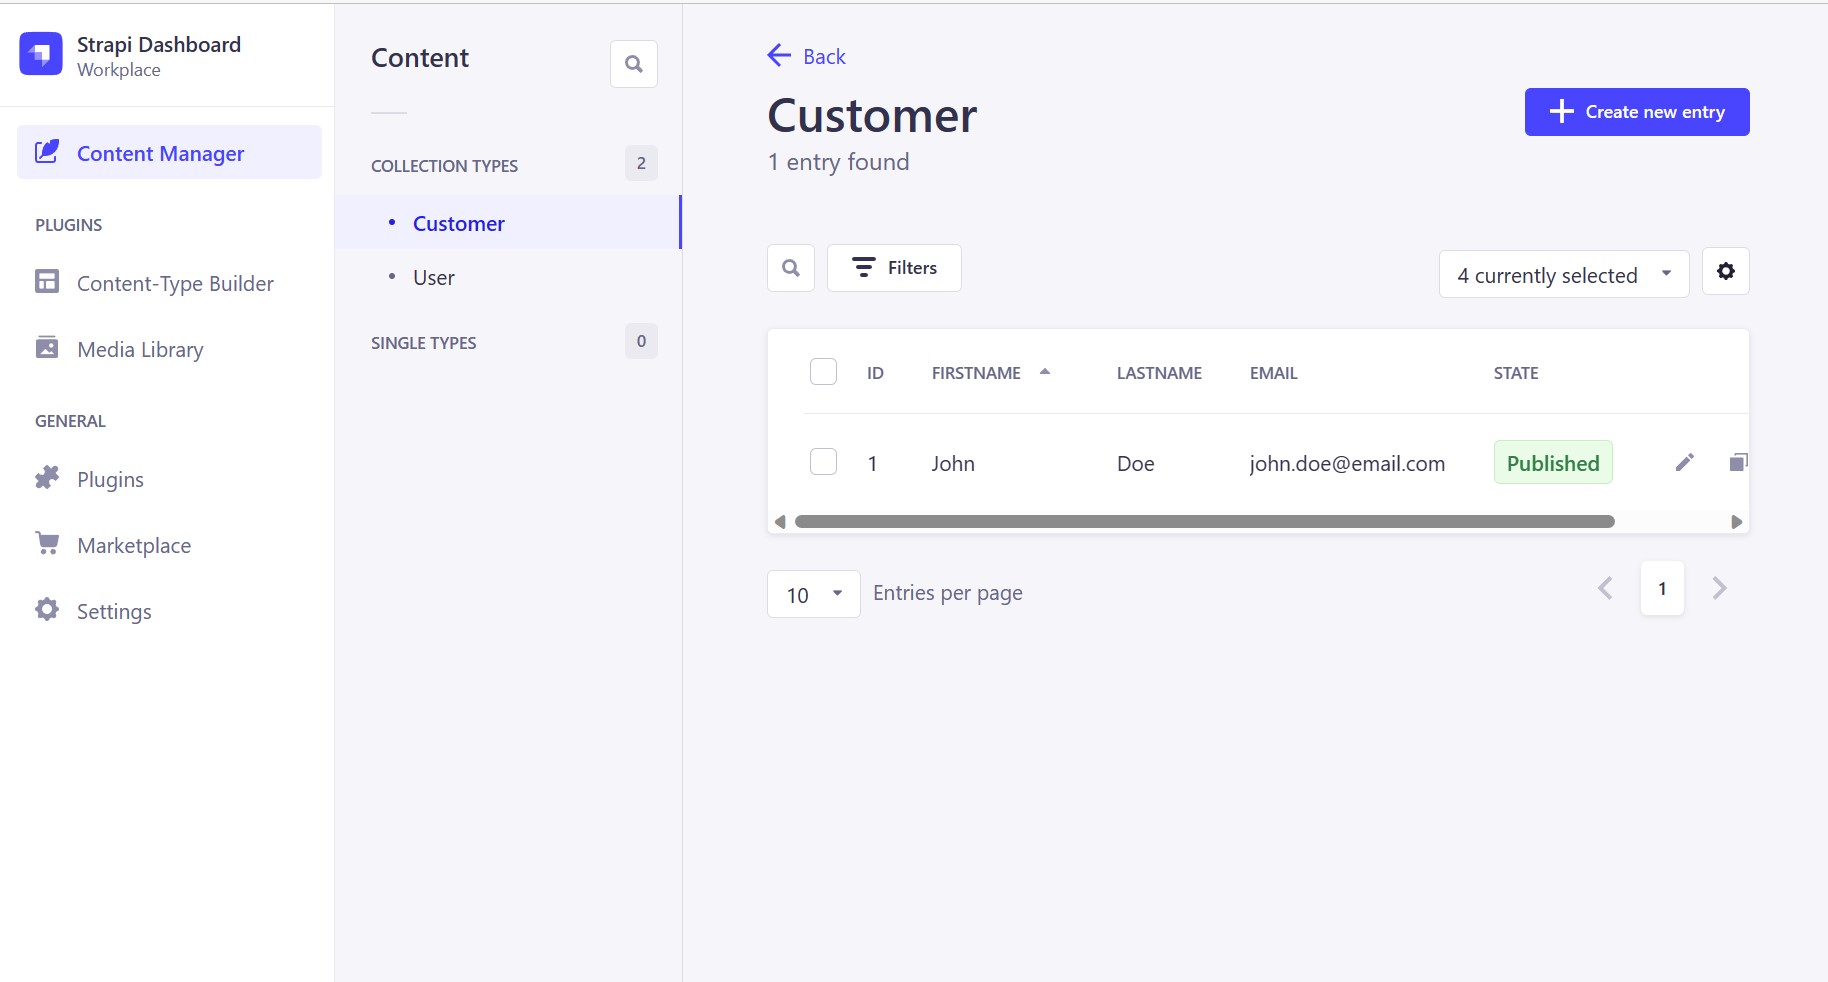 Strapi Dashboard
Workplace
Content Manager
PLUGINS
Content-Type Builder
Media Library
GENERAL
Plugins
Marketplace
Settings
Content
COLLECTION TYPES 2
Customer
User
SINGLE TYPES 0
Back
Customer
1 entry found
Create new entry
Filters
4 currently selected
ID FIRSTNAME LASTNAME EMAIL STATE
1 John Doe john.doe@email.com Published
10 Entries per page
1